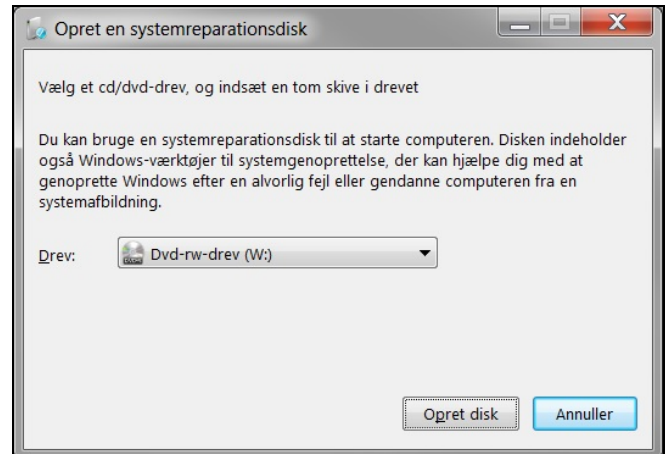 Opret en systemreparationsdisk
Vælg et cd/dvd-drev, og indsæt en tom skive i drevet
Du kan bruge en systemreparationsdisk til at starte computeren. Disken indeholder
også Windows-værktøjer til systemgenoprettelse, der kan hjælpe dig med at
genoprette Windows efter en alvorlig fejl eller gendanne computeren fra en
systemafbildning.
Drev: Dvd-rw-drev (W:)
Opret disk Annuller